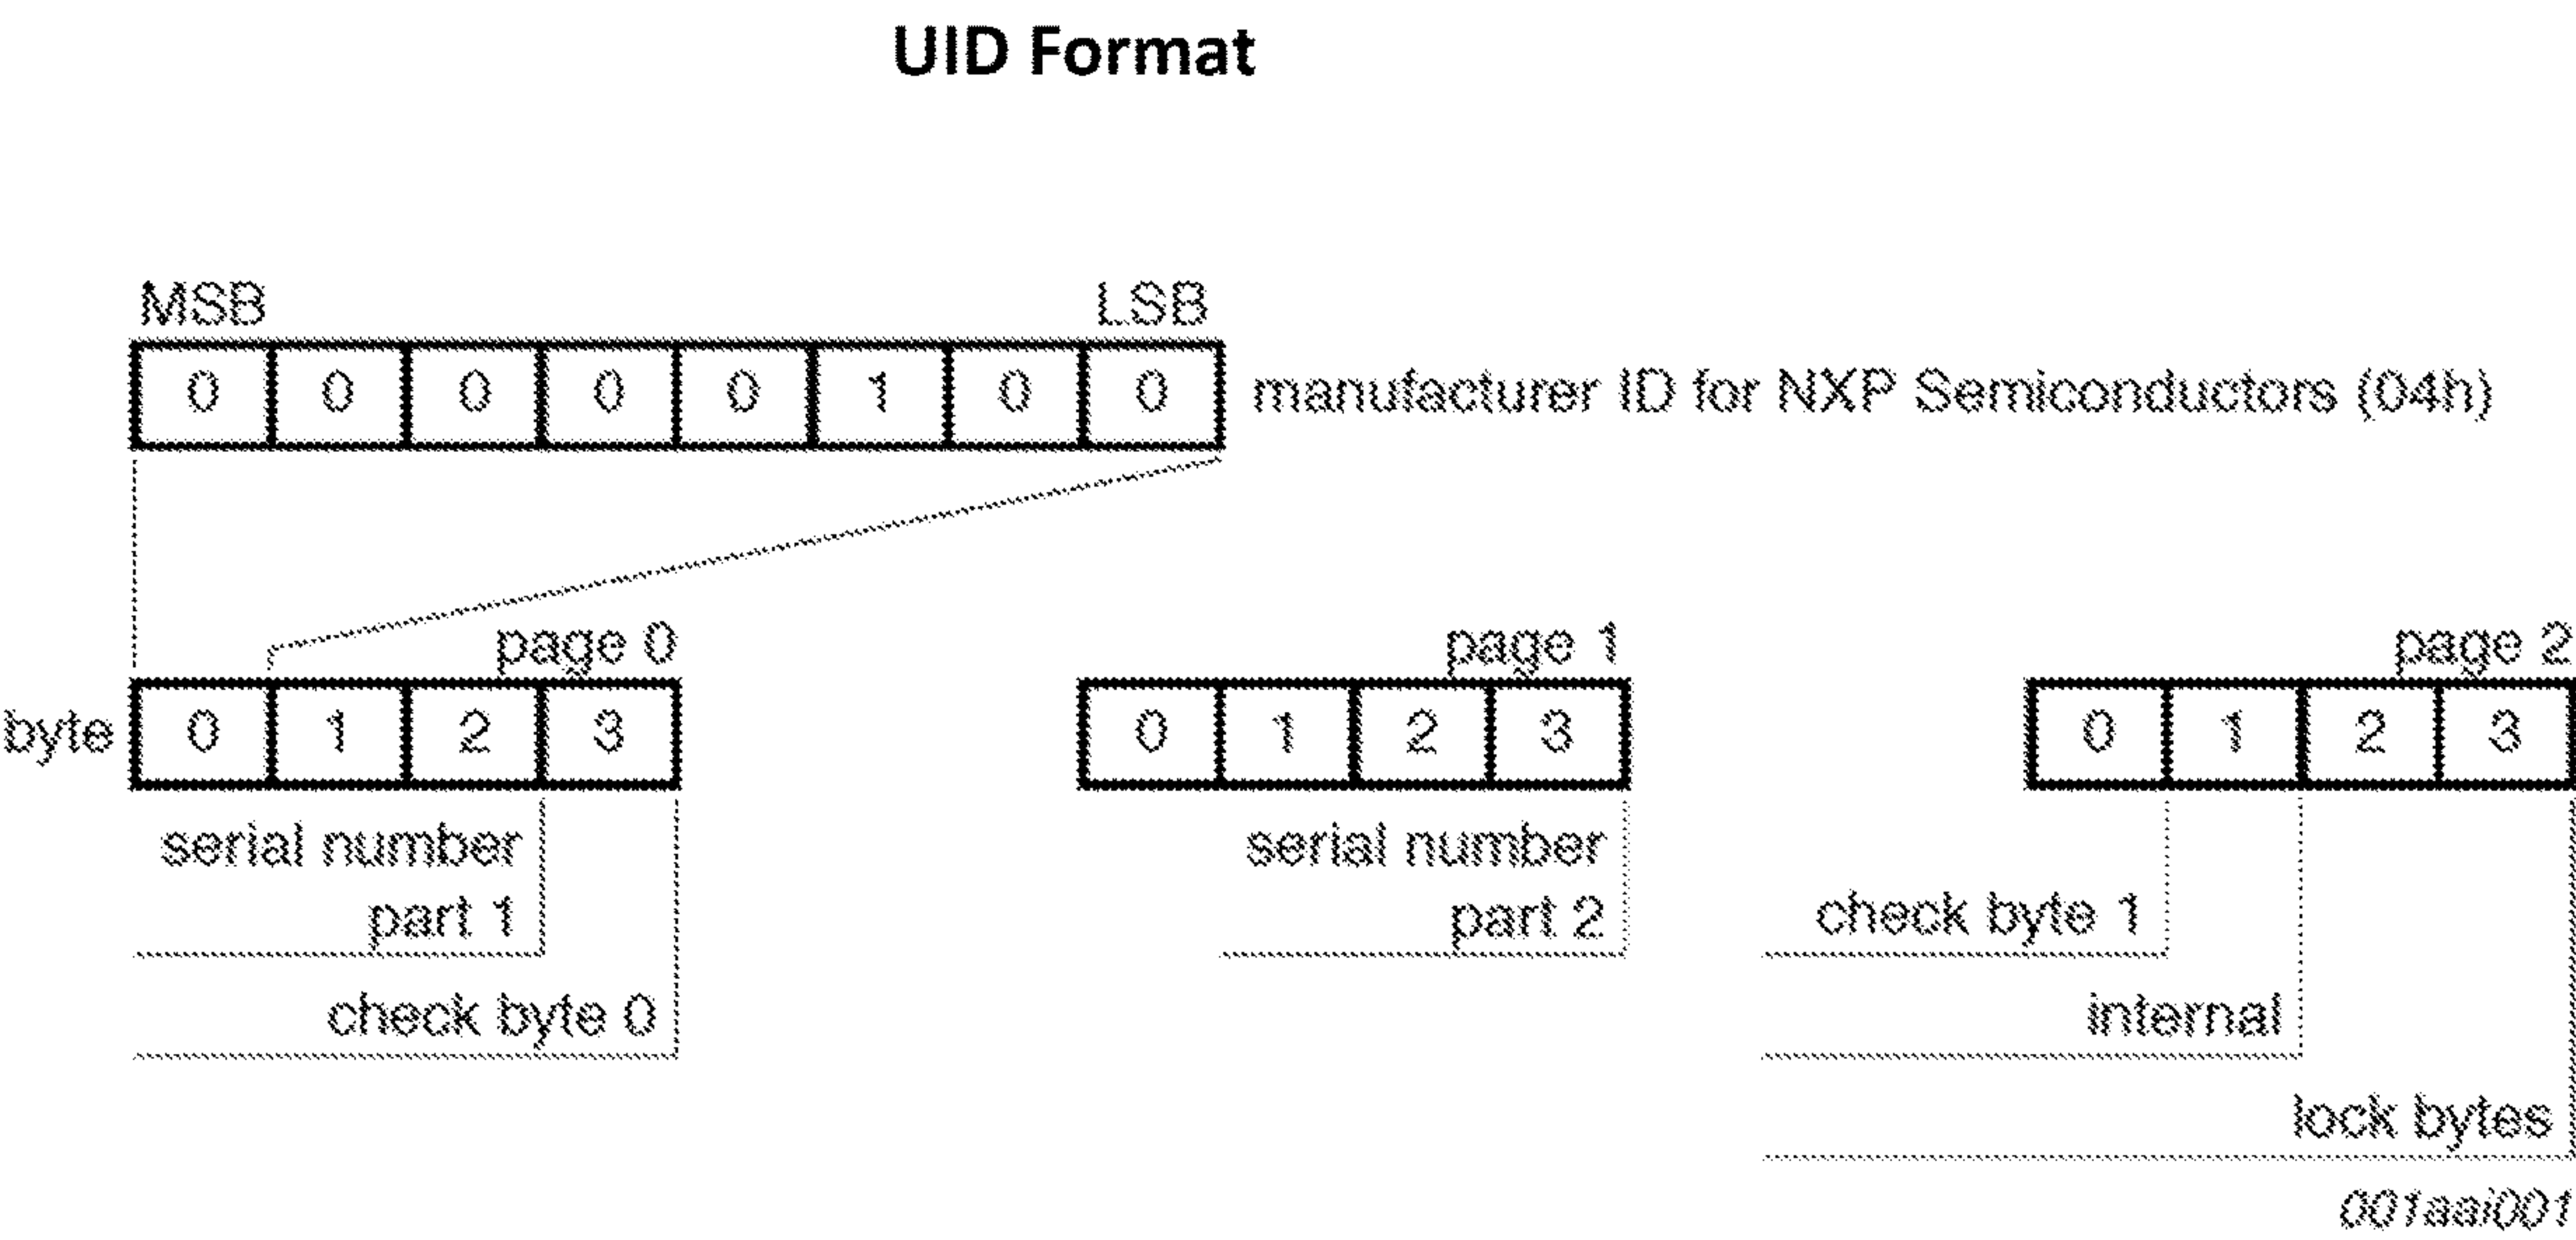 UID Format
MSB LSB
0 0 0 0 0 1 0 0 manufacturer ID for NXP Semiconductors (04h)
page 0 page 1 page 2
byte 0 1 2 3 0 1 2 3 0 1 2 3
serial number serial number
part 1 part 2 check byte 1
check byte 0 internal
lock bytes
001aai001